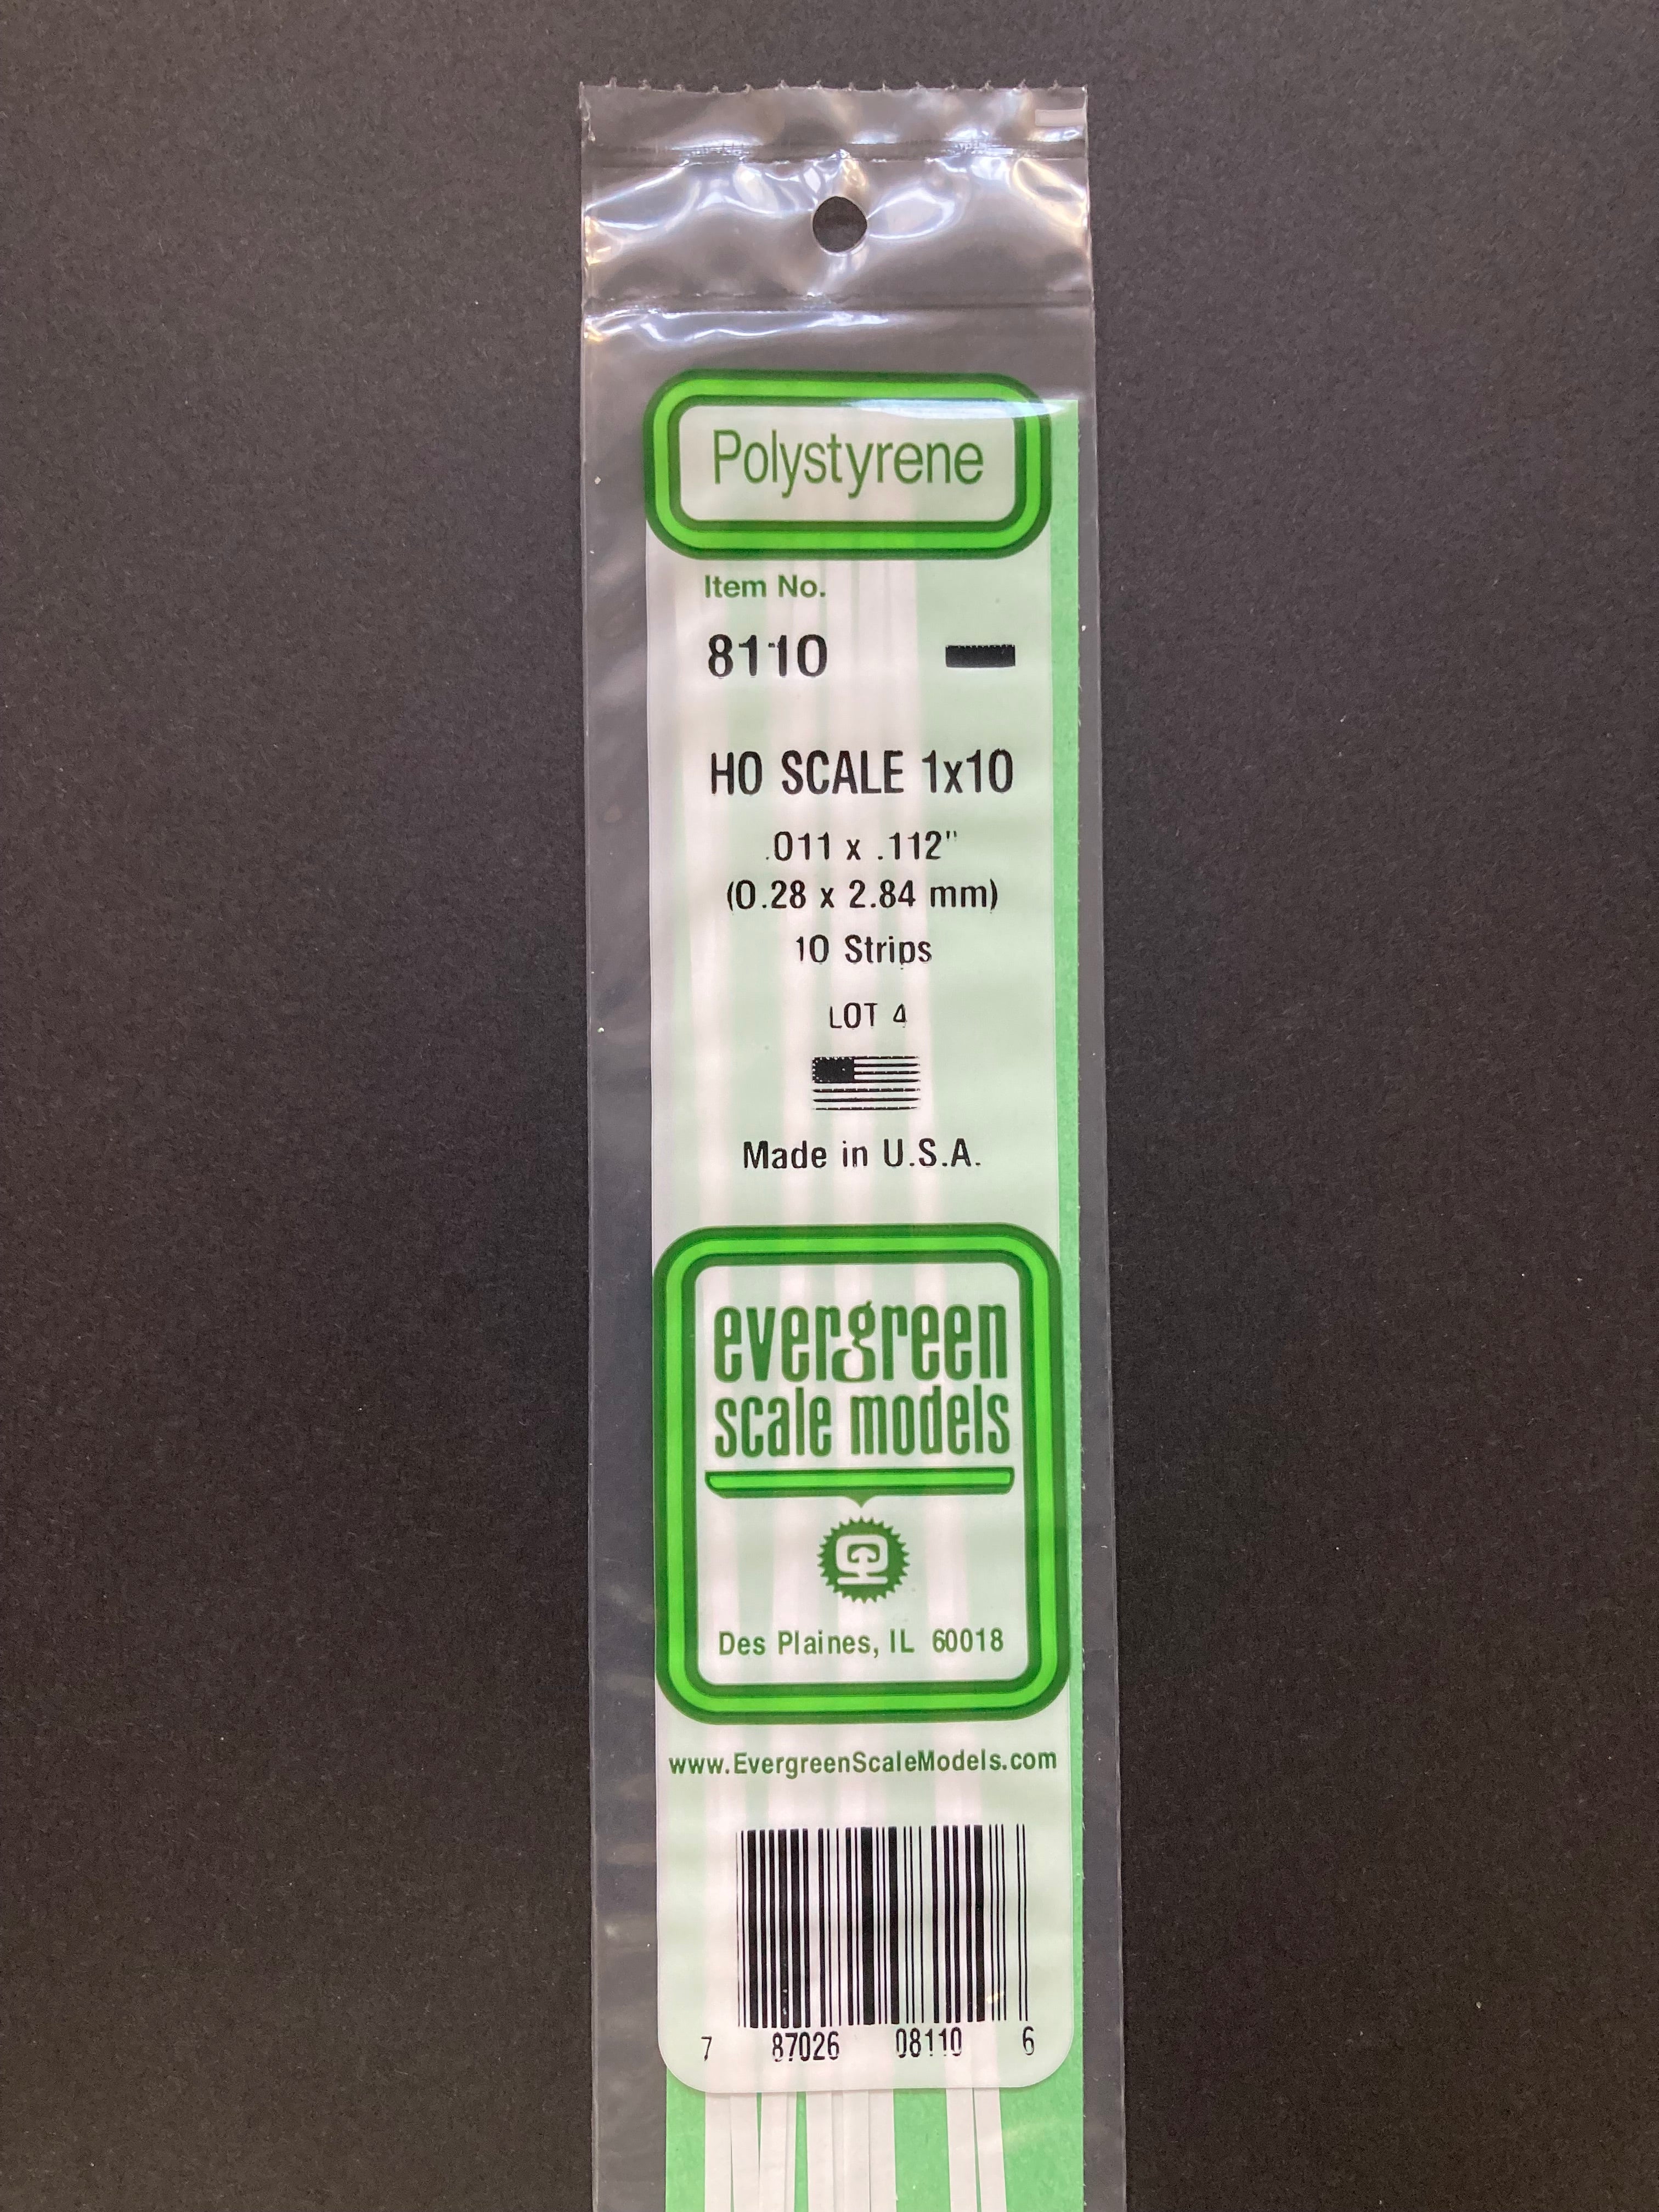 Polystyrene
Item No.
8110
HO SCALE 1x10
.011 x .112"
(0.28 x 2.84 mm)
10 Strips
LOT 4
Made in U.S.A.
evergreen
scale models
Des Plaines, IL 60018
www.EvergreenScaleModels.com
7 87026 08110 6